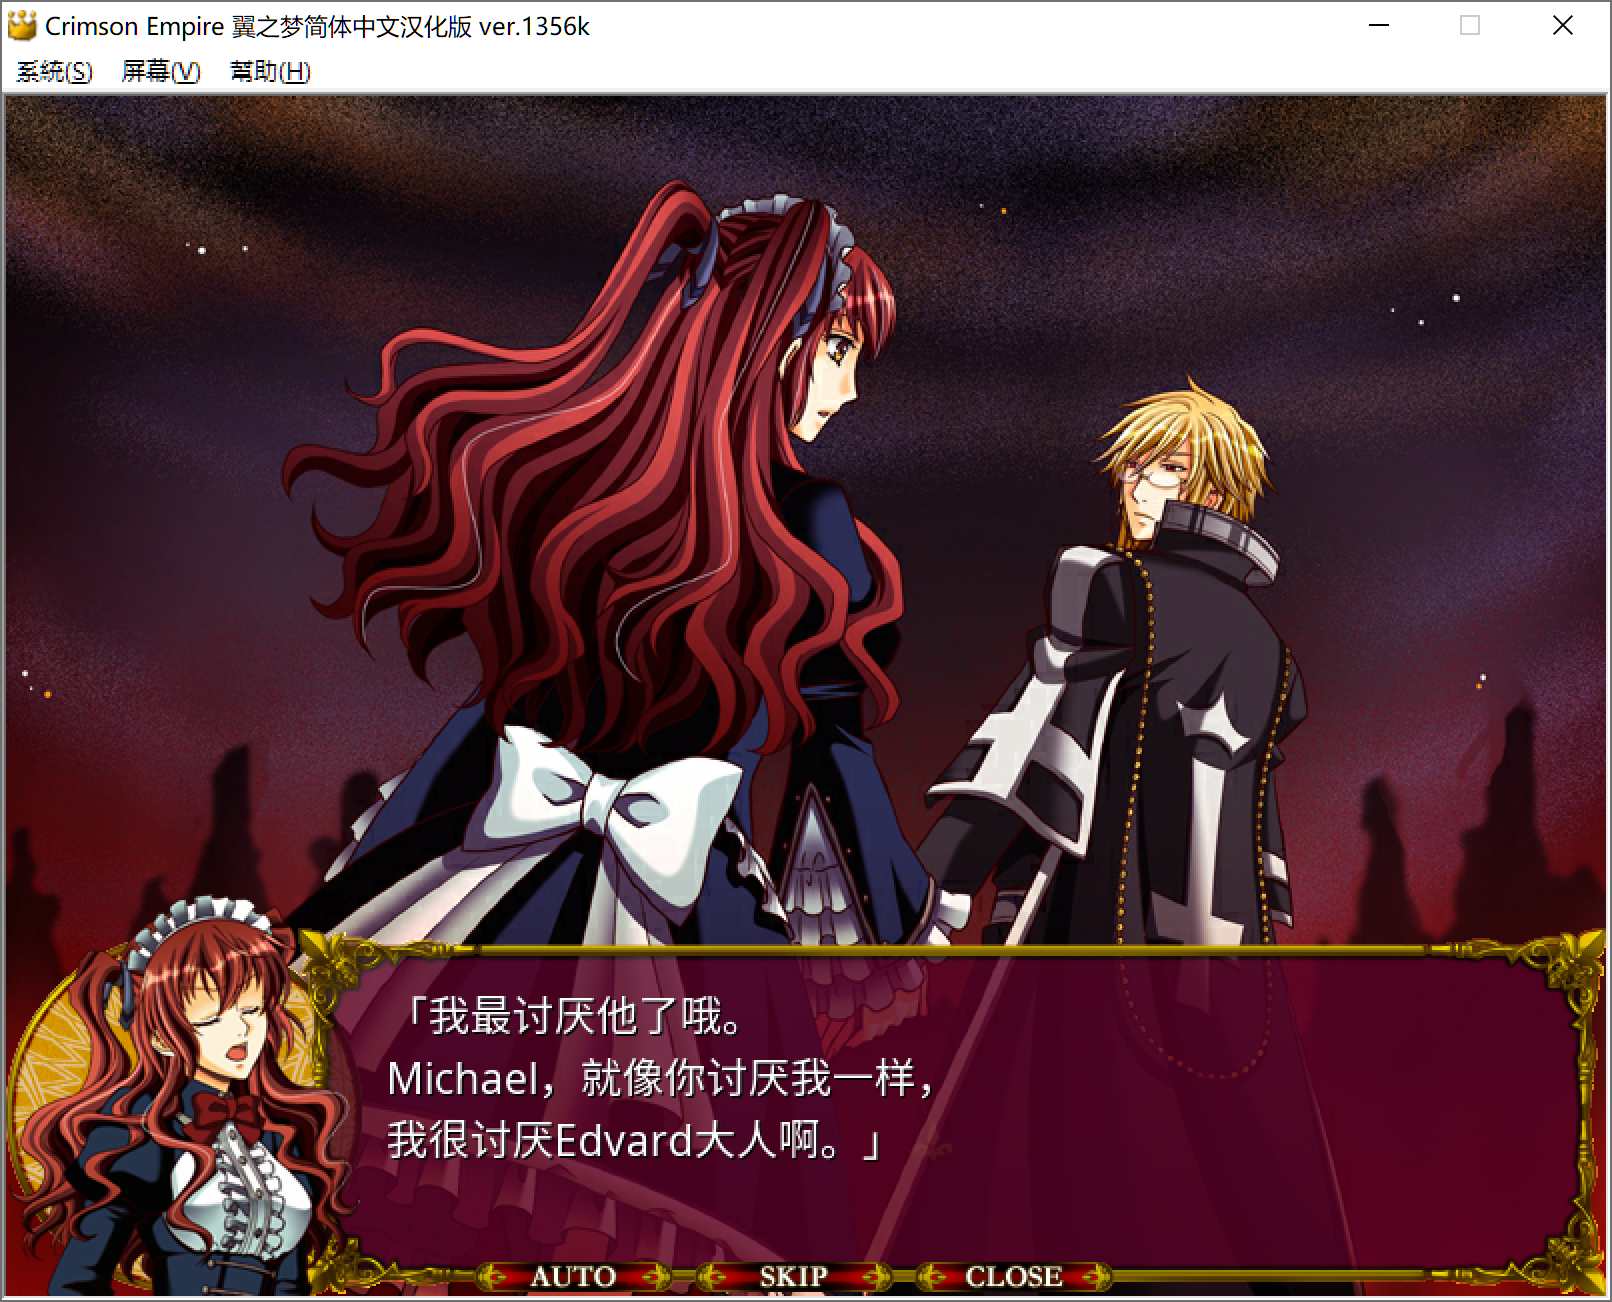 Crimson Empire 翼之梦简体中文汉化版 ver.1356k
系統(S) 屏幕(V) 幫助(H)
「我最讨厌他了哦。
Michael，就像你讨厌我一样，
我很讨厌Edvard大人啊。」
AUTO SKIP CLOSE